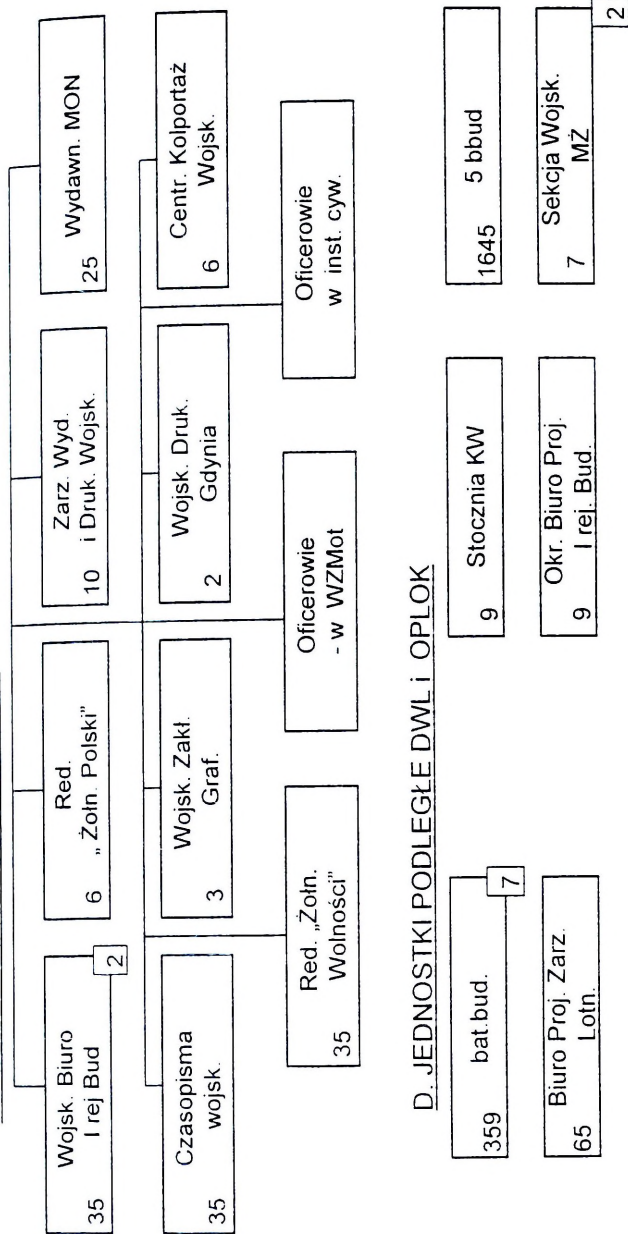 Wojsk. Biuro
I rej Bud
35
2
Red.
„Żołn. Polski”
6
Zarz. Wyd.
i Druk. Wojsk.
10
Wydawn. MON
25
Czasopisma
wojsk.
35
Wojsk. Zakł.
Graf.
3
Wojsk. Druk.
Gdynia
2
Centr. Kolportaż
Wojsk.
6
Red. „Żołn.
Wolności”
35
Oficerowie
- w WZMot
Oficerowie
w inst. cyw.
D. JEDNOSTKI PODLEGŁE DWL i OPLOK
bat.bud.
359
7
Stocznia KW
9
5 bbud
1645
Biuro Proj. Zarz.
Lotn.
65
Okr. Biuro Proj.
I rej. Bud.
9
Sekcja Wojsk.
MŻ
7
2